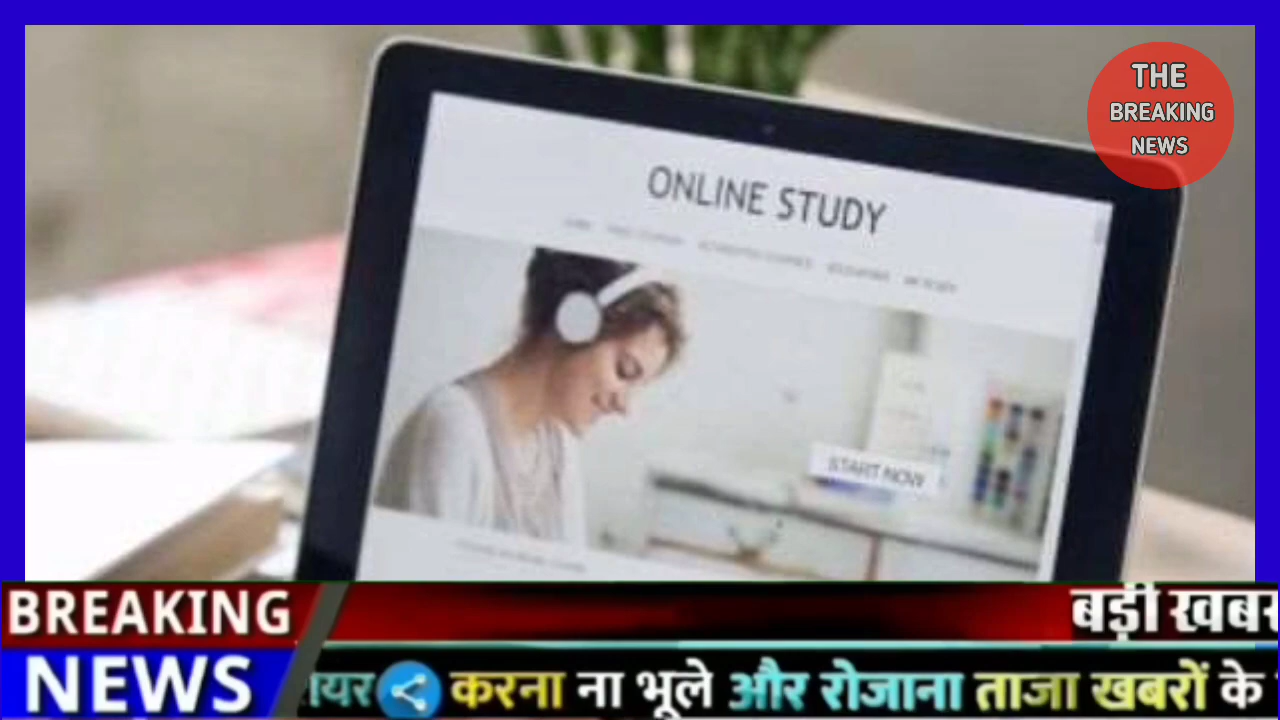 THE
BREAKING
NEWS
ONLINE STUDY
START NOW
BREAKING
NEWS
बड़ी खबर
करना ना भूले और रोजाना ताजा खबरों के